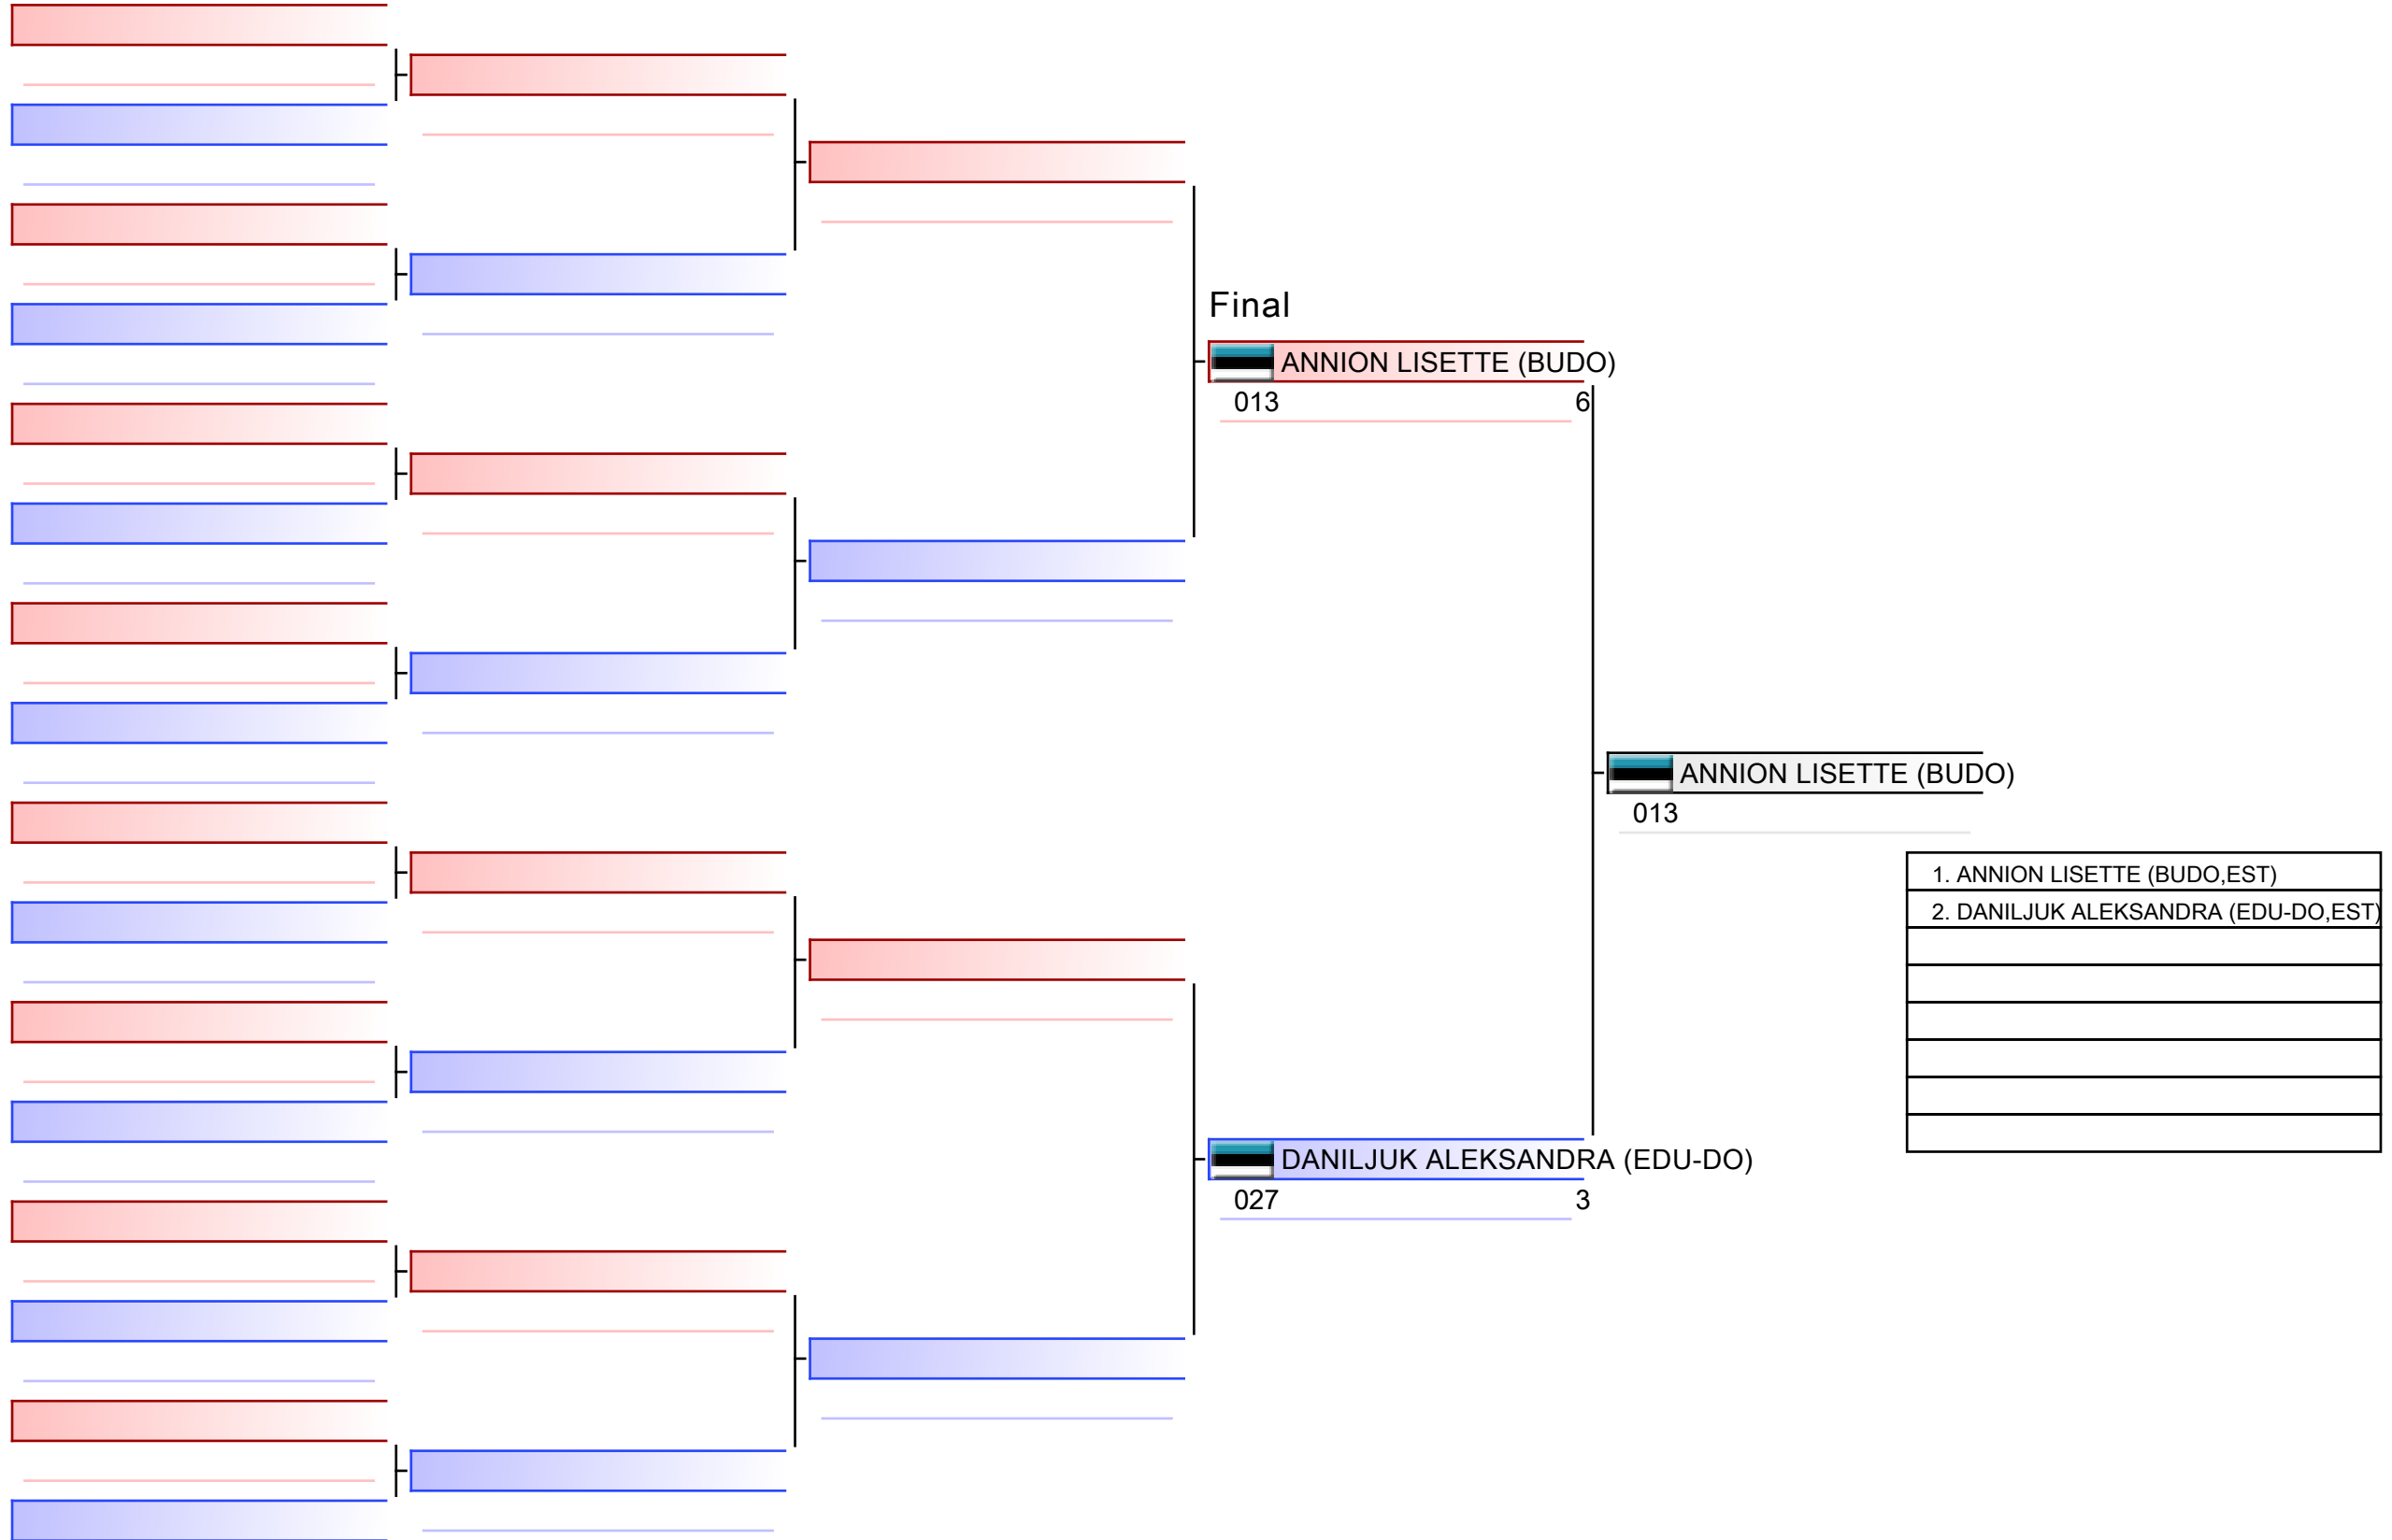 Final
ANNION LISETTE (BUDO)
013 6
ANNION LISETTE (BUDO)
013
1. ANNION LISETTE (BUDO,EST)
2. DANILJUK ALEKSANDRA (EDU-DO,EST)
DANILJUK ALEKSANDRA (EDU-DO)
027 3